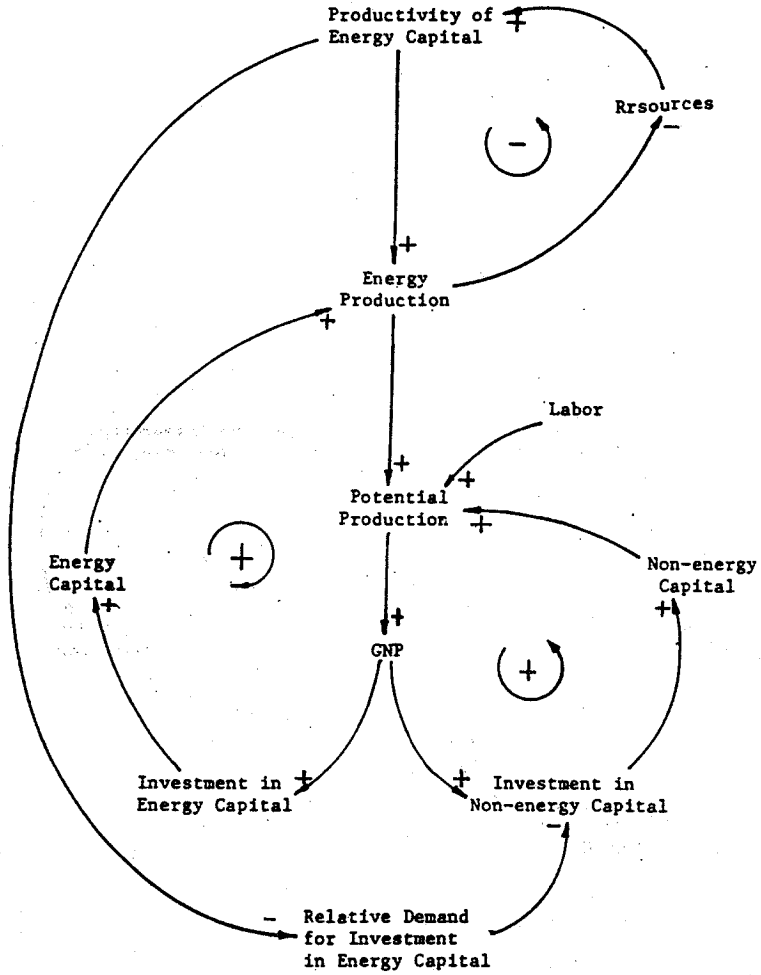 Productivity of
Energy Capital
+
Rrsources
-
-
+
Energy
Production
+
Labor
+
+
Potential
Production
+
Energy
Capital
+
+
Non-energy
Capital
+
+
GNP
+
Investment in
Energy Capital
+
+
Investment in
Non-energy Capital
-
-
Relative Demand
for Investment
in Energy Capital